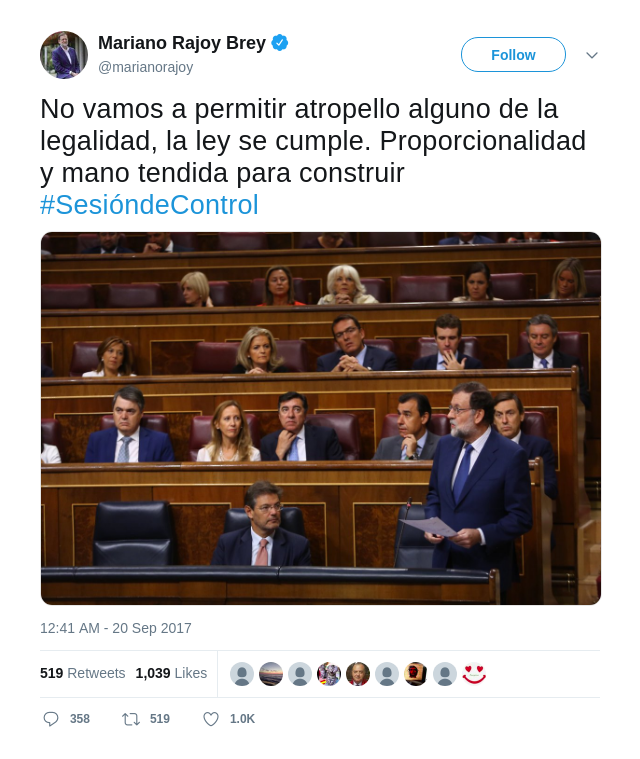 Mariano Rajoy Brey
@marianorajoy
Follow
No vamos a permitir atropello alguno de la
legalidad, la ley se cumple. Proporcionalidad
y mano tendida para construir
#SesióndeControl
12:41 AM - 20 Sep 2017
519 Retweets 1,039 Likes
358 519 1.0K